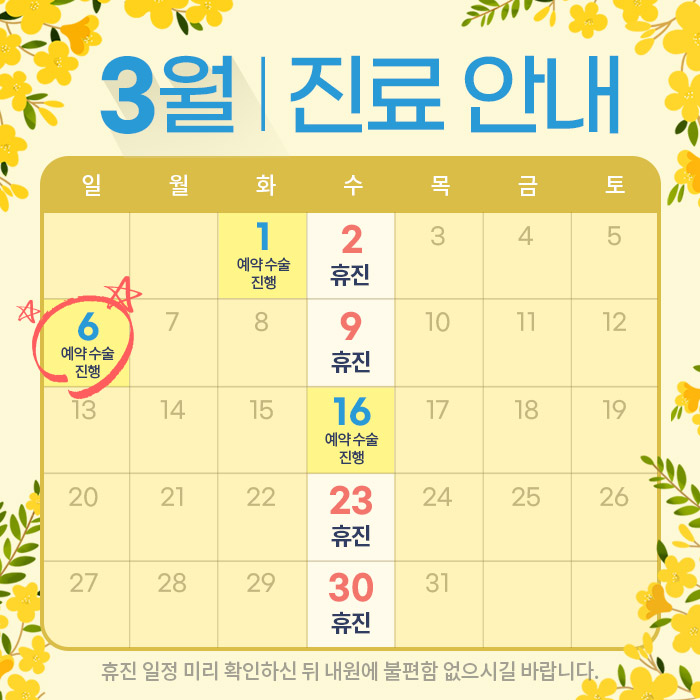 3월 | 진료 안내
일 월 화 수 목 금 토
1 2 3 4 5
예약 수술 휴진
진행
6 7 8 9 10 11 12
예약 수술 휴진
진행
13 14 15 16 17 18 19
예약 수술
진행
20 21 22 23 24 25 26
휴진
27 28 29 30 31
휴진
휴진 일정 미리 확인하신 뒤 내원에 불편함 없으시길 바랍니다.